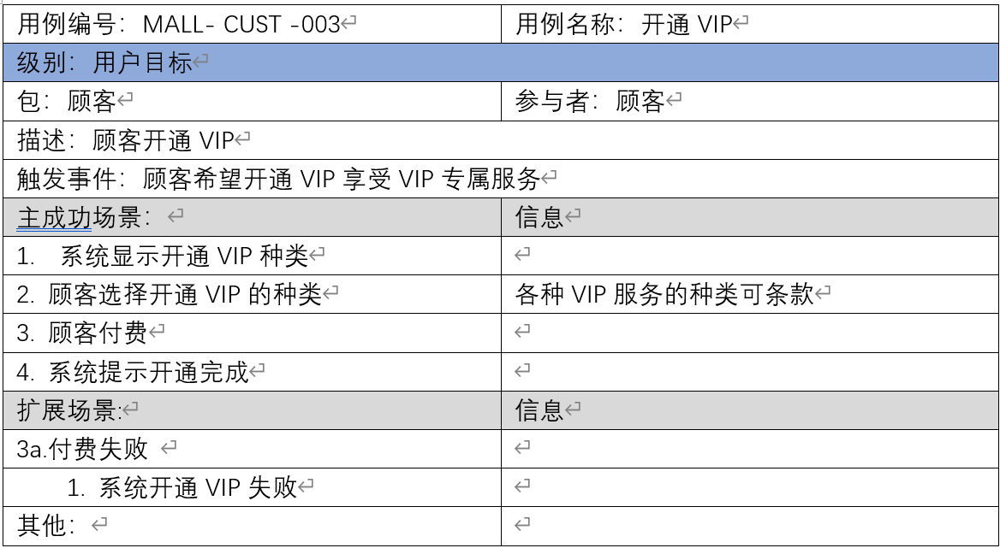 用例编号：MALL- CUST -003
用例名称：开通 VIP
级别：用户目标
包：顾客
参与者：顾客
描述：顾客开通 VIP
触发事件：顾客希望开通 VIP 享受 VIP 专属服务
主成功场景：
信息
1. 系统显示开通 VIP 种类
2. 顾客选择开通 VIP 的种类
各种 VIP 服务的种类可条款
3. 顾客付费
4. 系统提示开通完成
扩展场景:
信息
3a.付费失败
1. 系统开通 VIP 失败
其他：